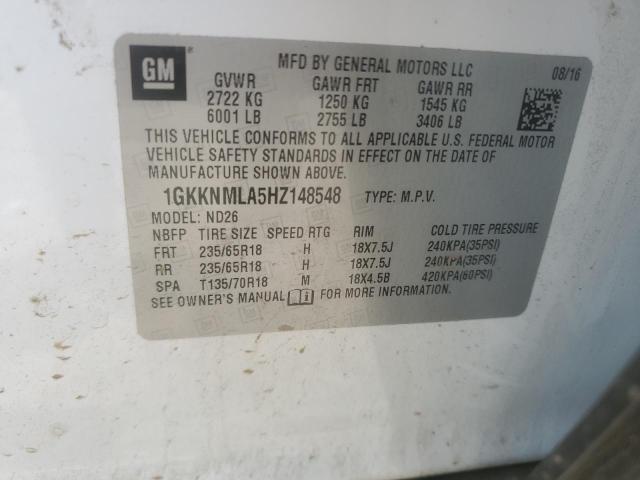 GM ®
MFD BY GENERAL MOTORS LLC 08/16
GVWR GAWR FRT GAWR RR
2722 KG 1250 KG 1545 KG
6001 LB 2755 LB 3406 LB
THIS VEHICLE CONFORMS TO ALL APPLICABLE U.S. FEDERAL MOTOR
VEHICLE SAFETY STANDARDS IN EFFECT ON THE DATE OF
MANUFACTURE SHOWN ABOVE.
1GKKNMLA5HZ148548 TYPE: M.P.V.
MODEL: ND26
NBFP TIRE SIZE SPEED RTG RIM COLD TIRE PRESSURE
FRT 235/65R18 H 18X7.5J 240KPA(35PSI)
RR 235/65R18 H 18X7.5J 240KPA(35PSI)
SPA T135/70R18 M 18X4.5B 420KPA(60PSI)
SEE OWNER'S MANUAL FOR MORE INFORMATION.